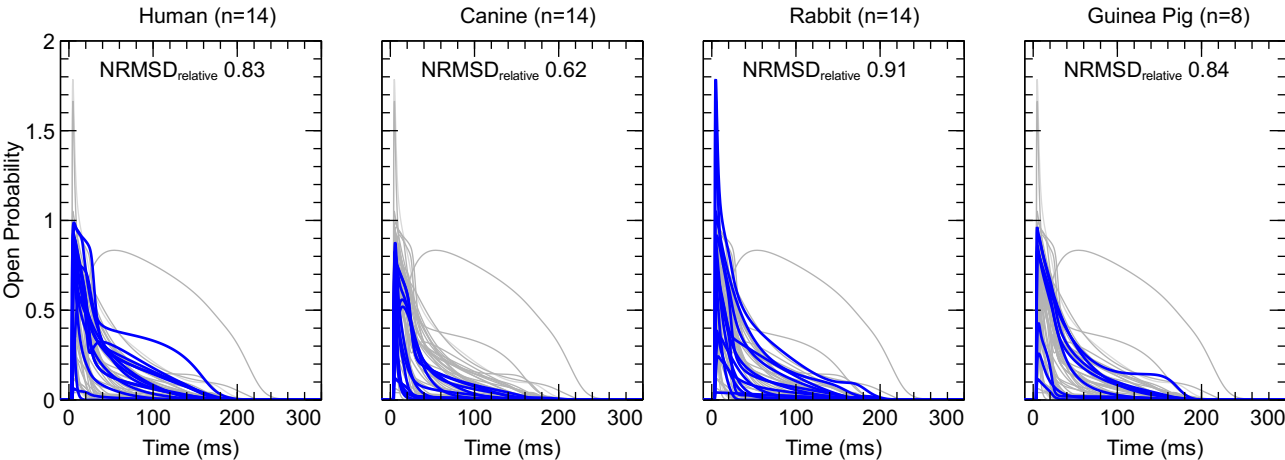 Human (n=14) Canine (n=14) Rabbit (n=14) Guinea Pig (n=8)
NRMSDrelative 0.83 NRMSDrelative 0.62 NRMSDrelative 0.91 NRMSDrelative 0.84
Open Probability
2
1.5
1
0.5
0
0 100 200 300 0 100 200 300 0 100 200 300 0 100 200 300
Time (ms) Time (ms) Time (ms) Time (ms)